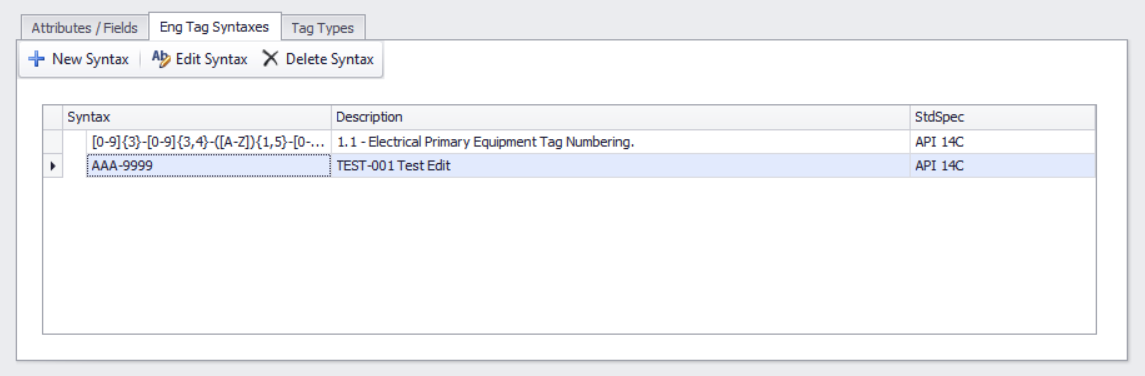 Attributes / Fields Eng Tag Syntaxes Tag Types
New Syntax Edit Syntax Delete Syntax
Syntax Description StdSpec
[0-9]{3}-[0-9]{3,4}-([A-Z]){1,5}-[0-... 1.1 - Electrical Primary Equipment Tag Numbering. API 14C
AAA-9999 TEST-001 Test Edit API 14C